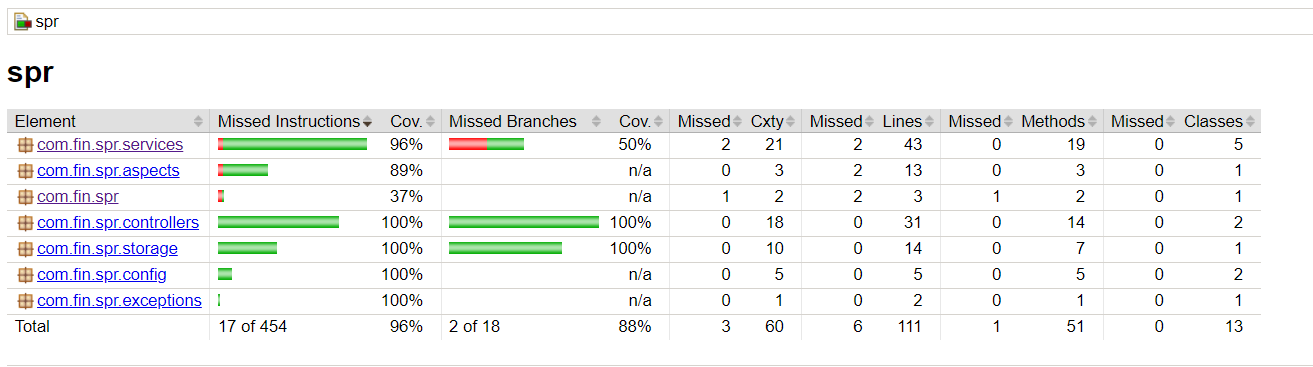 spr
spr
Element Missed Instructions Cov. Missed Branches Cov. Missed Cxty Missed Lines Missed Methods Missed Classes
com.fin.spr.services 96% 50% 2 21 2 43 0 19 0 5
com.fin.spr.aspects 89% n/a 0 3 2 13 0 3 0 1
com.fin.spr 37% n/a 1 2 2 3 1 2 0 1
com.fin.spr.controllers 100% 100% 0 18 0 31 0 14 0 2
com.fin.spr.storage 100% 100% 0 10 0 14 0 7 0 1
com.fin.spr.config 100% n/a 0 5 0 5 0 5 0 2
com.fin.spr.exceptions 100% n/a 0 1 0 2 0 1 0 1
Total 17 of 454 96% 2 of 18 88% 3 60 6 111 1 51 0 13